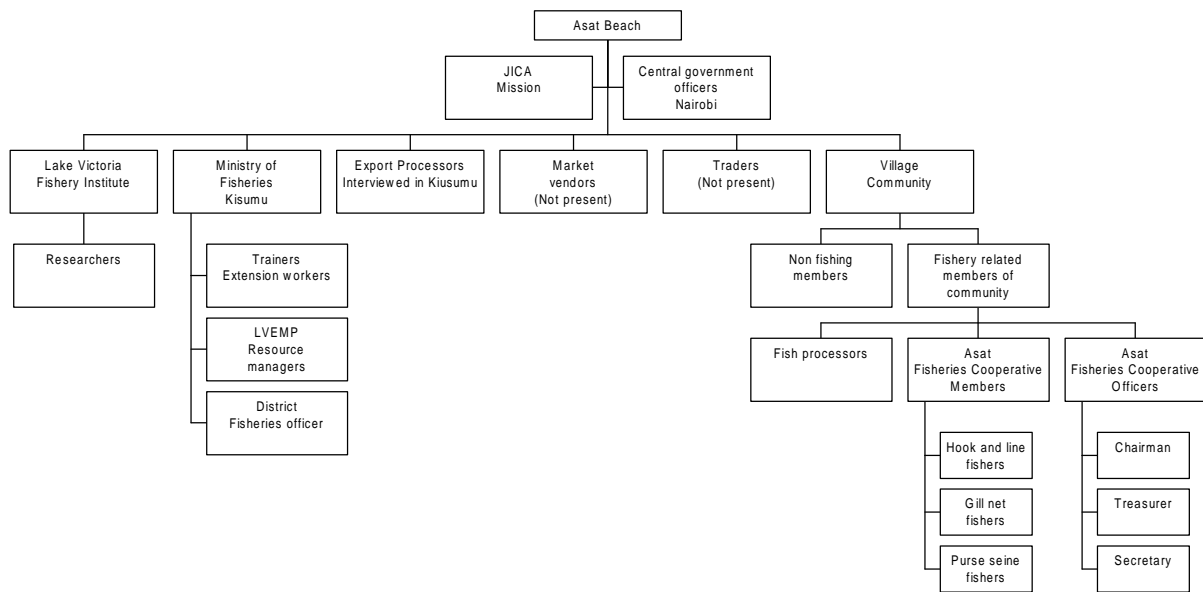 Asat Beach
JICA
Mission
Central government
officers
Nairobi
Lake Victoria
Fishery Institute
Ministry of
Fisheries
Kisumu
Export Processors
Interviewed in Kiusumu
Market
vendors
(Not present)
Traders
(Not present)
Village
Community
Researchers
Trainers
Extension workers
Non fishing
members
Fishery related
members of
community
LVEMP
Resource
managers
Fish processors
Asat
Fisheries Cooperative
Members
Asat
Fisheries Cooperative
Officers
District
Fisheries officer
Hook and line
fishers
Chairman
Gill net
fishers
Treasurer
Purse seine
fishers
Secretary